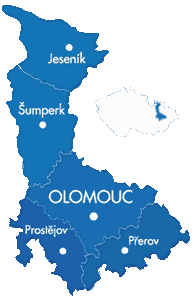 Jeseník
Šumperk
OLOMOUC
Prostějov
Přerov